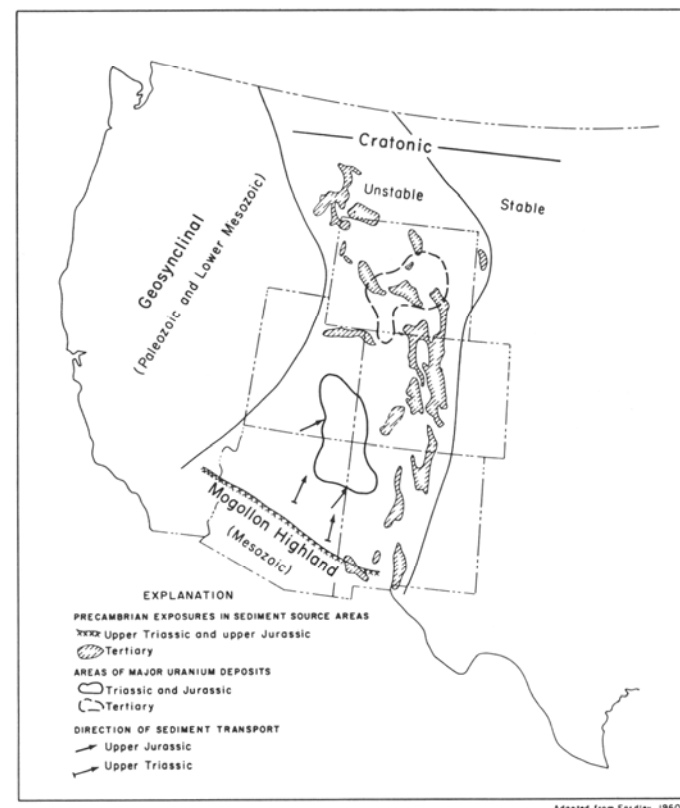 Cratonic
Unstable
Stable
Geosynclinal
(Paleozoic and Lower Mesozoic)
Mogollon Highland
(Mesozoic)
EXPLANATION
PRECAMBRIAN EXPOSURES IN SEDIMENT SOURCE AREAS
Upper Triassic and upper Jurassic
Tertiary
AREAS OF MAJOR URANIUM DEPOSITS
Triassic and Jurassic
Tertiary
DIRECTION OF SEDIMENT TRANSPORT
Upper Jurassic
Upper Triassic
Adapted from Eardley, 1960